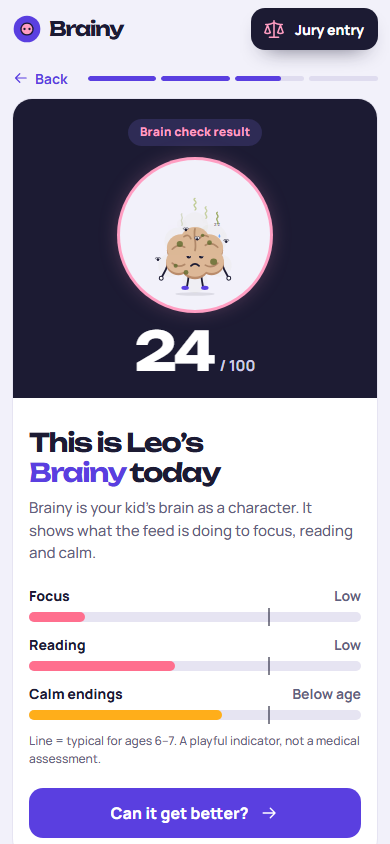 Brainy
Jury entry
Back
Brain check result
24 / 100
This is Leo's
Brainy today
Brainy is your kid's brain as a character. It
shows what the feed is doing to focus, reading
and calm.
Focus Low
Reading Low
Calm endings Below age
Line = typical for ages 6–7. A playful indicator, not a medical
assessment.
Can it get better?